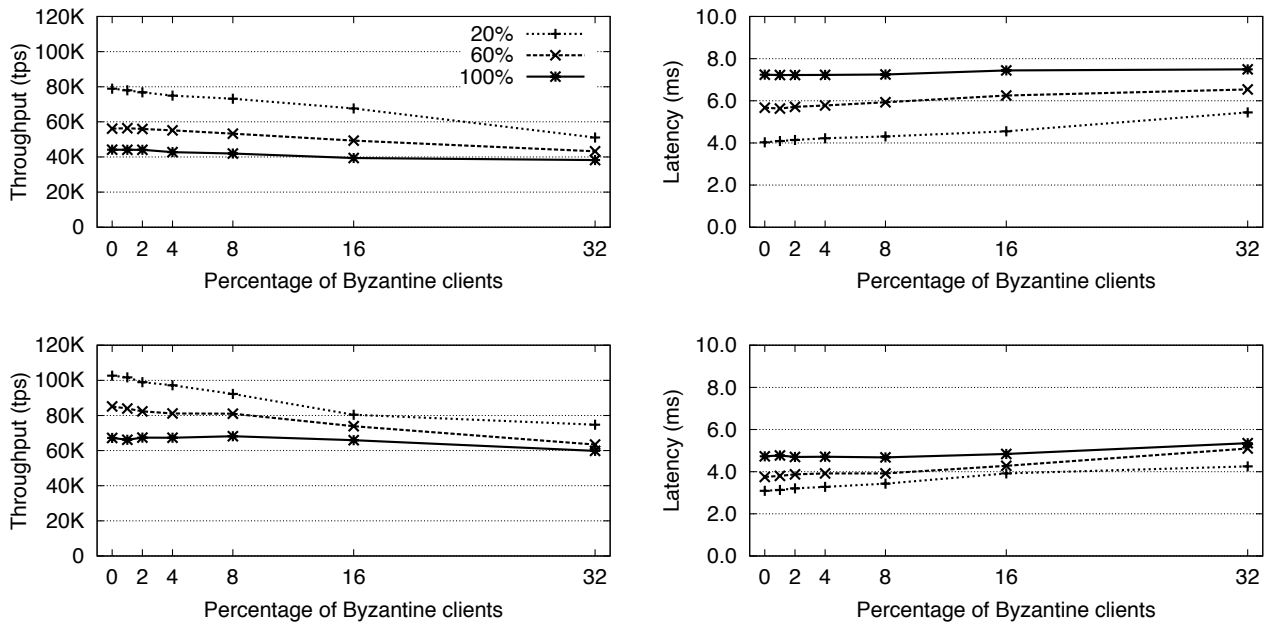 Throughput (tps)
120K
100K
80K
60K
40K
20K
0
0 2 4 8 16 32
Percentage of Byzantine clients
20%
60%
100%
Latency (ms)
10.0
8.0
6.0
4.0
2.0
0.0
0 2 4 8 16 32
Percentage of Byzantine clients
Throughput (tps)
120K
100K
80K
60K
40K
20K
0
0 2 4 8 16 32
Percentage of Byzantine clients
Latency (ms)
10.0
8.0
6.0
4.0
2.0
0.0
0 2 4 8 16 32
Percentage of Byzantine clients